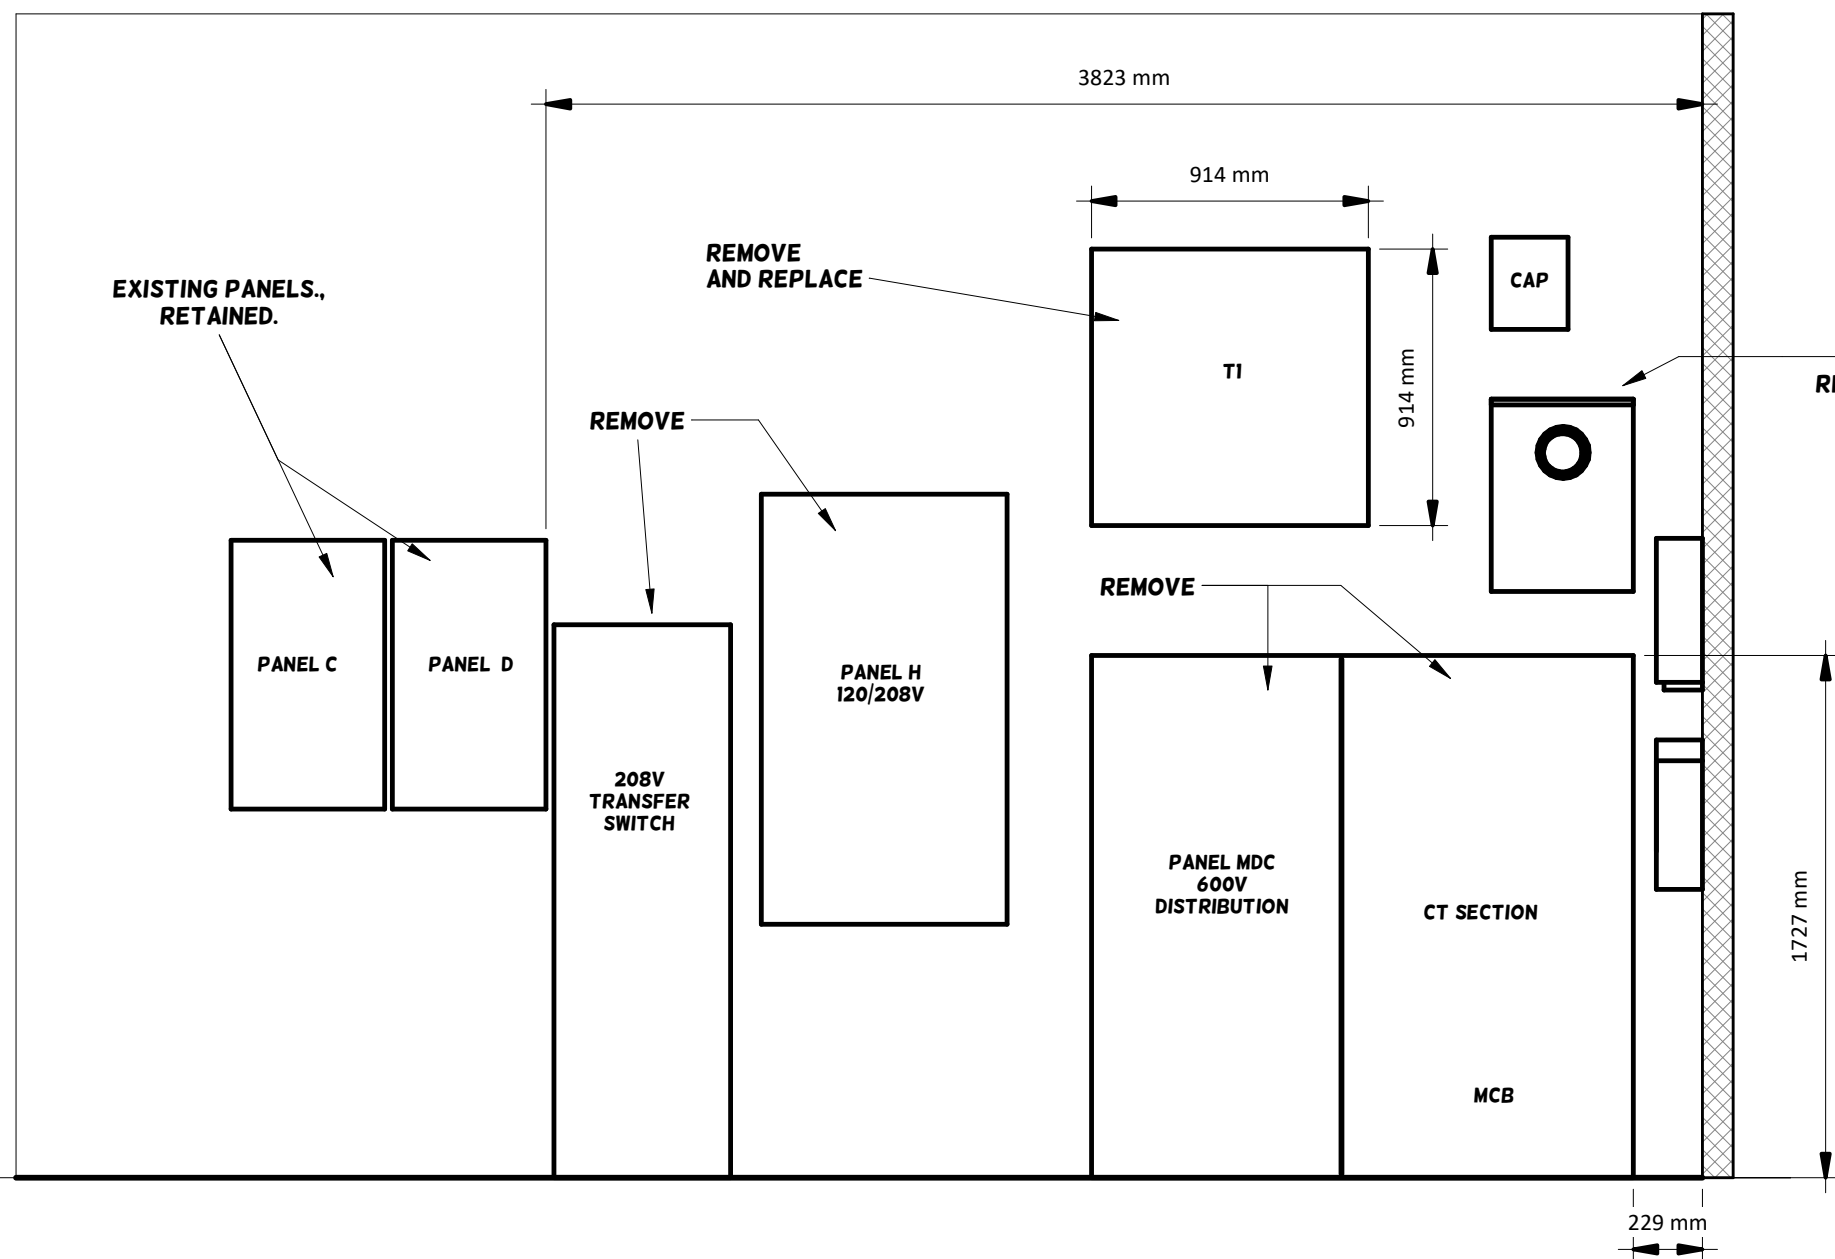 3823 mm
914 mm
REMOVE
AND REPLACE
EXISTING PANELS.,
RETAINED.
CAP
T1
914 mm
REMOVE
REMOVE
PANEL C
PANEL D
PANEL H
120/208V
208V
TRANSFER
SWITCH
PANEL MDC
600V
DISTRIBUTION
CT SECTION
1727 mm
MCB
229 mm